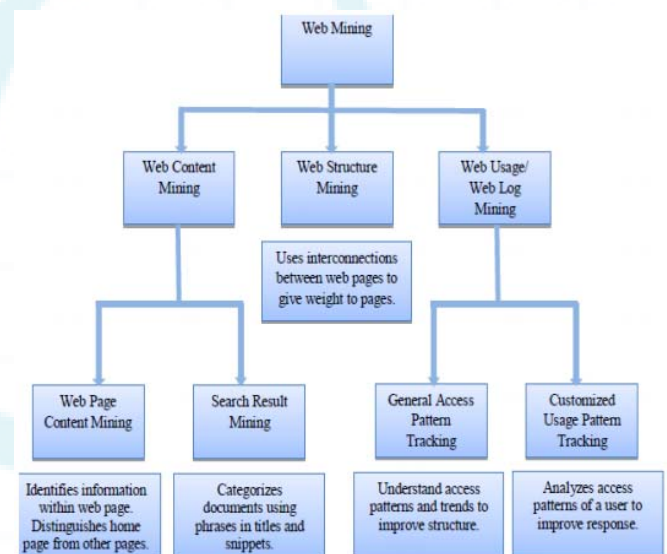 Web Mining
Web Content
Mining
Web Structure
Mining
Web Usage/
Web Log
Mining
Uses interconnections
between web pages to
give weight to pages.
Web Page
Content Mining
Search Result
Mining
General Access
Pattern
Tracking
Customized
Usage Pattern
Tracking
Identifies information
within web page.
Distinguishes home
page from other pages.
Categorizes
documents using
phrases in titles and
snippets.
Understand access
patterns and trends to
improve structure.
Analyzes access
patterns of a user to
improve response.